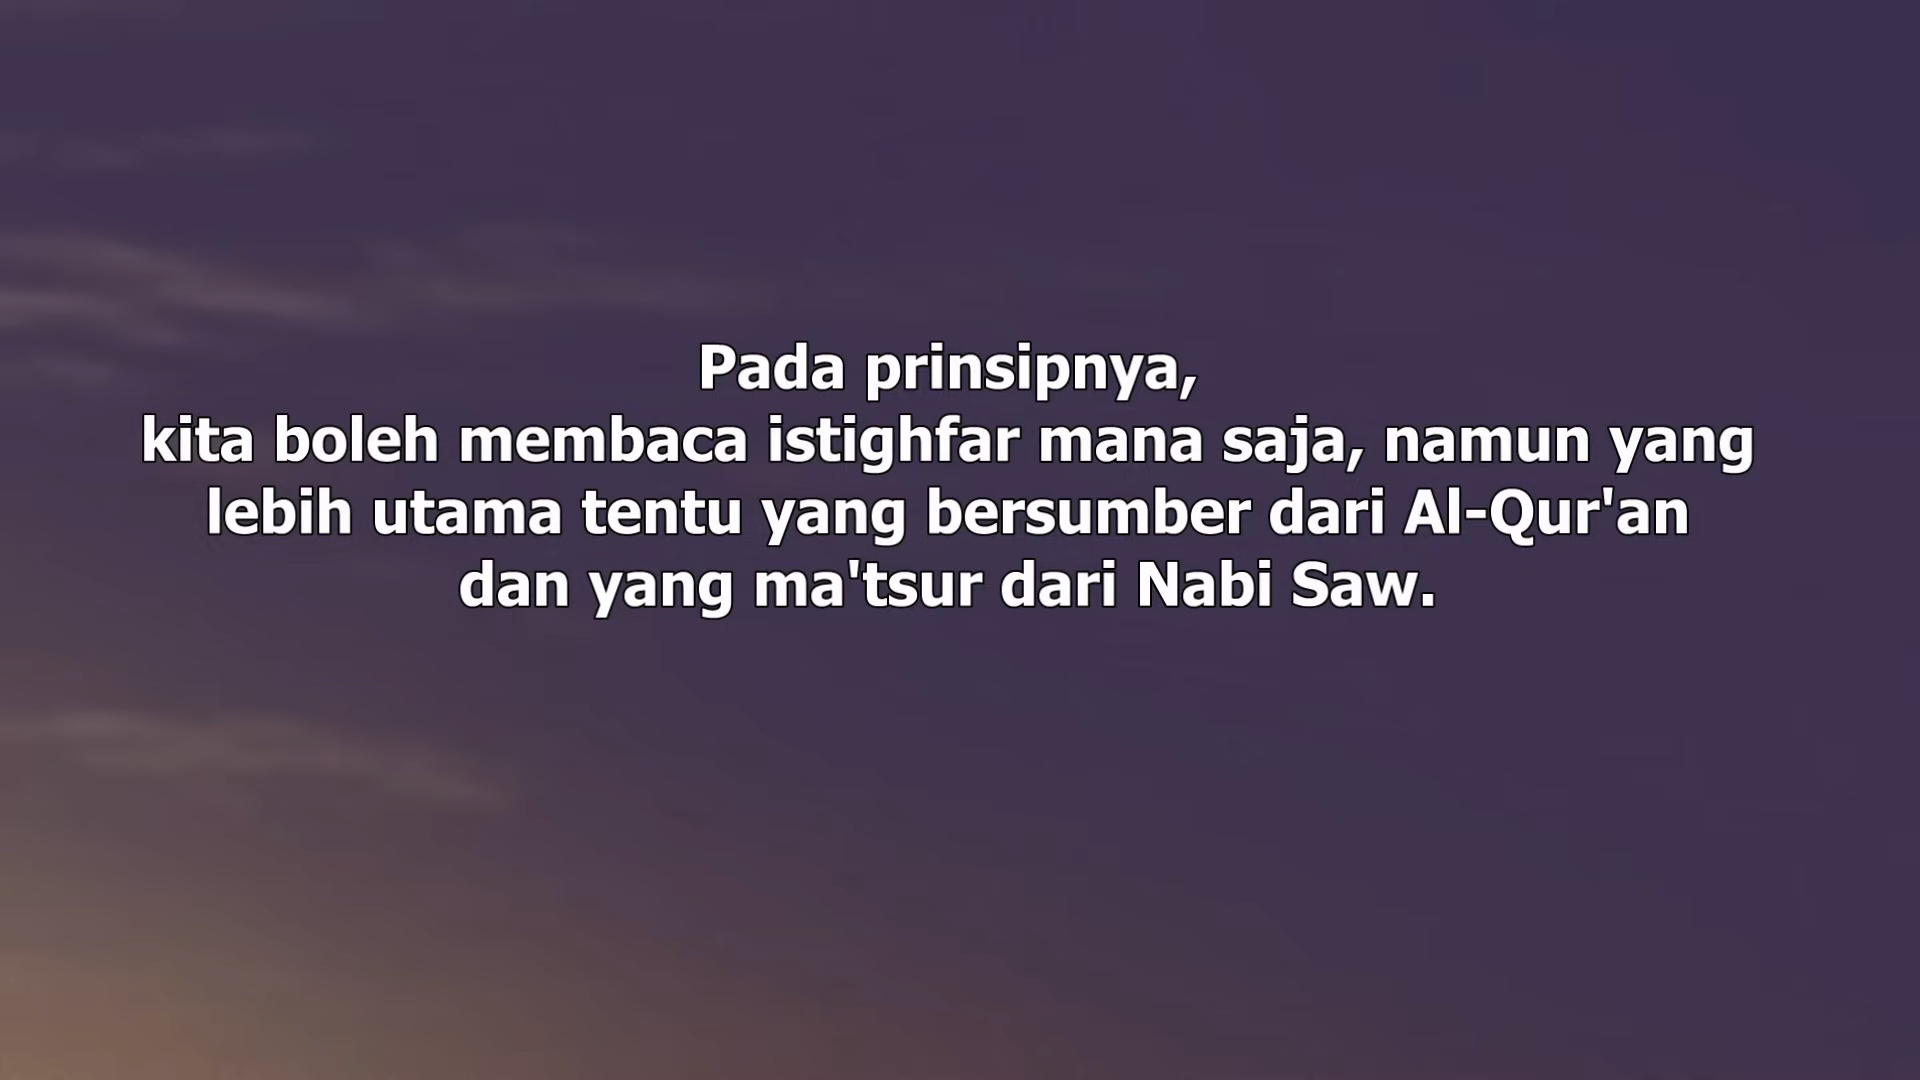 Pada prinsipnya,
kita boleh membaca istighfar mana saja, namun yang
lebih utama tentu yang bersumber dari Al-Qur'an
dan yang ma'tsur dari Nabi Saw.